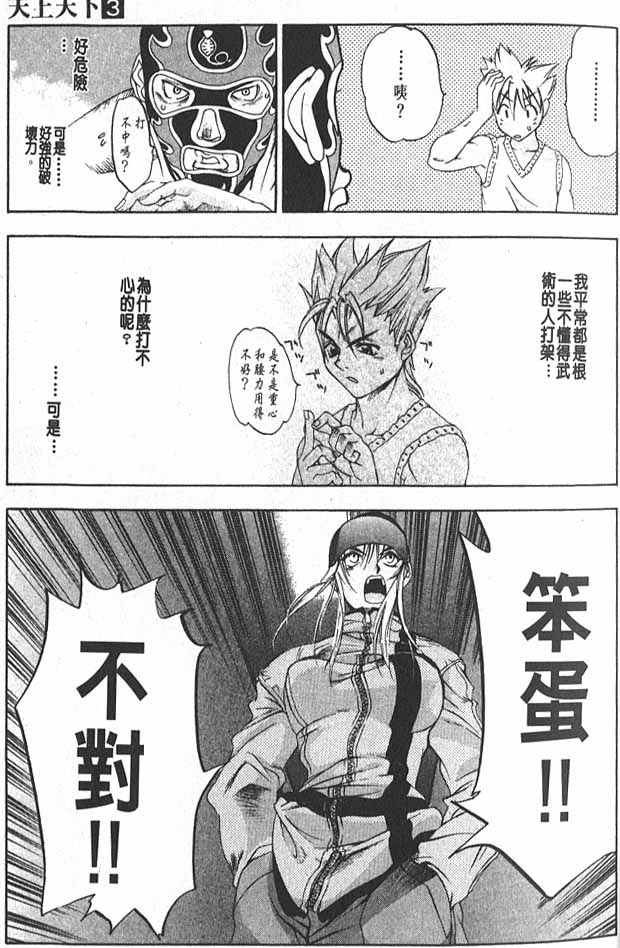 天上天下3
………
……咦？
打
不中嗎？
好危險
…
可是……
好強的破
壞力。
我平常都是根
一些不懂得武
術的人打架…
是不是重心
和腰力用得
不好？
為什麼打不
心的呢？
……可是…
笨蛋!!
不對!!